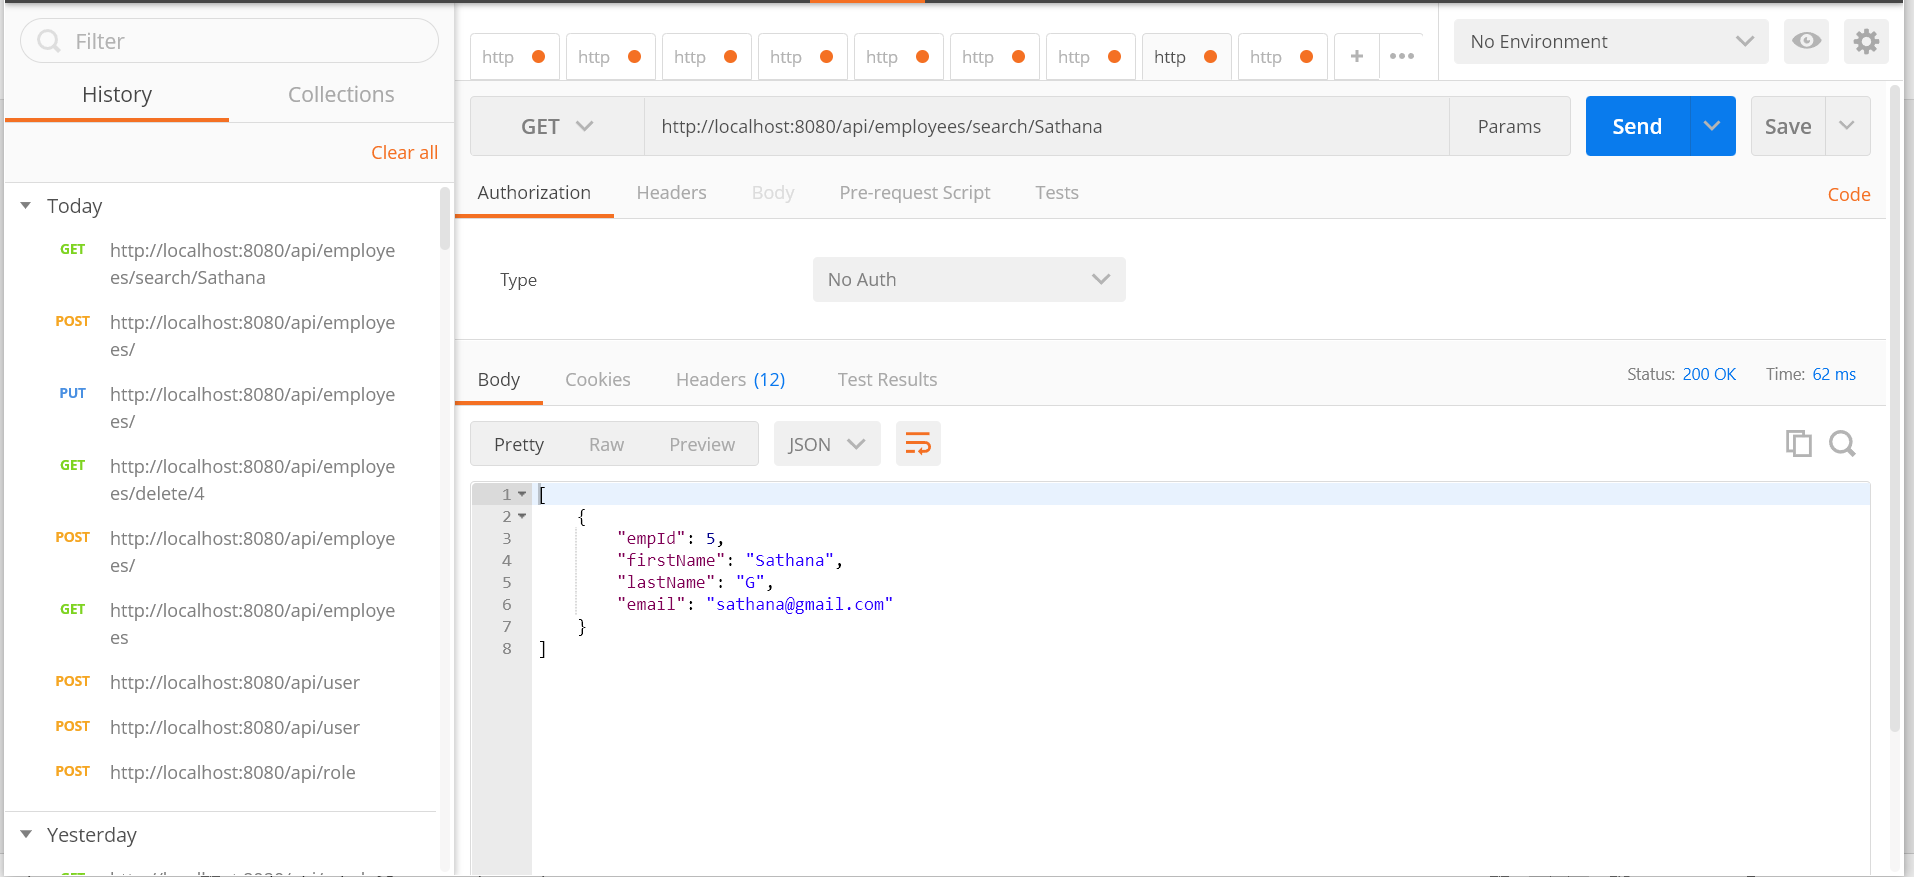 Filter
History Collections
Clear all
Today
GET http://localhost:8080/api/employe
es/search/Sathana
POST http://localhost:8080/api/employe
es/
PUT http://localhost:8080/api/employe
es/
GET http://localhost:8080/api/employe
es/delete/4
POST http://localhost:8080/api/employe
es/
GET http://localhost:8080/api/employe
es
POST http://localhost:8080/api/user
POST http://localhost:8080/api/user
POST http://localhost:8080/api/role
Yesterday
http http http http http http http http http + •••
No Environment
GET http://localhost:8080/api/employees/search/Sathana Params Send Save
Authorization Headers Body Pre-request Script Tests Code
Type No Auth
Body Cookies Headers (12) Test Results Status: 200 OK Time: 62 ms
Pretty Raw Preview JSON
1 [
2 {
3 "empId": 5,
4 "firstName": "Sathana",
5 "lastName": "G",
6 "email": "sathana@gmail.com"
7 }
8 ]